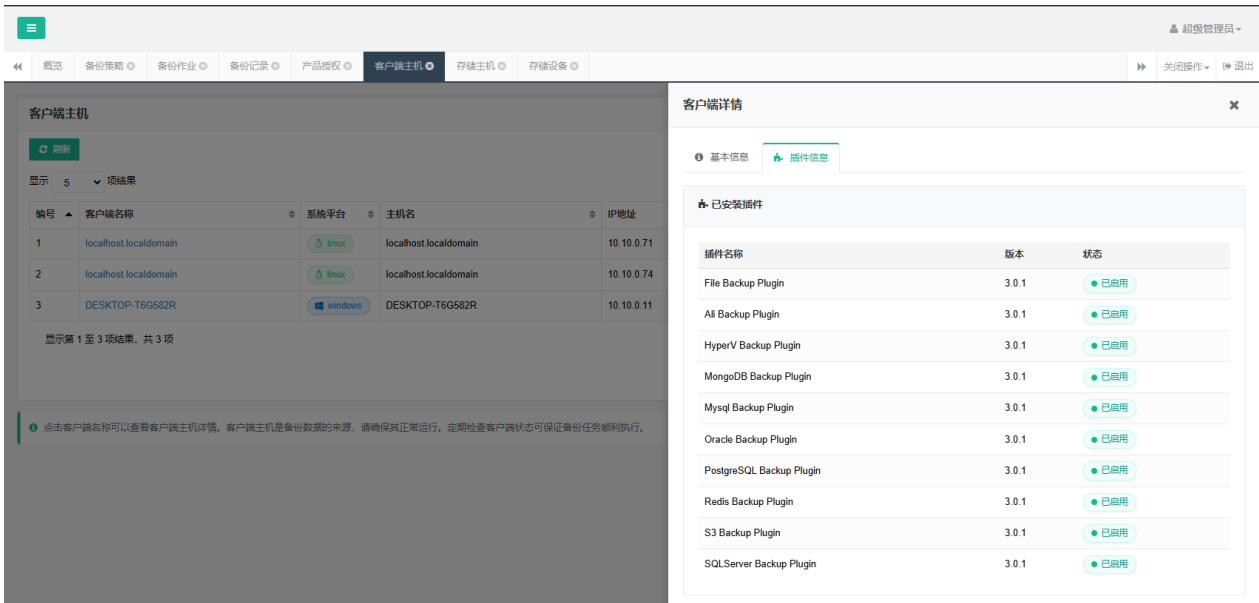 超级管理员
概览 备份策略 备份作业 备份记录 产品授权 客户端主机 存储主机 存储设备 关闭操作 退出
客户端主机
刷新
显示 5 项结果
编号 客户端名称 系统平台 主机名 IP地址
1 localhost.localdomain linux localhost.localdomain 10.10.0.71
2 localhost.localdomain linux localhost.localdomain 10.10.0.74
3 DESKTOP-T6G582R windows DESKTOP-T6G582R 10.10.0.11
显示第 1 至 3 项结果，共 3 项
点击客户端名称可以查看客户端主机详情。客户端主机是备份数据的来源，请确保其正常运行。定期检查客户端状态可保证备份任务顺利执行。
客户端详情
基本信息 插件信息
已安装插件
插件名称 版本 状态
File Backup Plugin 3.0.1 已启用
Ali Backup Plugin 3.0.1 已启用
HyperV Backup Plugin 3.0.1 已启用
MongoDB Backup Plugin 3.0.1 已启用
Mysql Backup Plugin 3.0.1 已启用
Oracle Backup Plugin 3.0.1 已启用
PostgreSQL Backup Plugin 3.0.1 已启用
Redis Backup Plugin 3.0.1 已启用
S3 Backup Plugin 3.0.1 已启用
SQLServer Backup Plugin 3.0.1 已启用